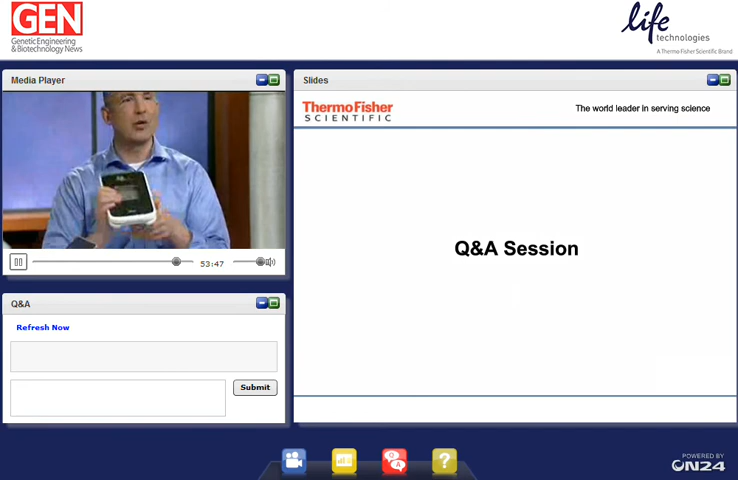 GEN
Genetic Engineering
& Biotechnology News
life
technologies
A Thermo Fisher Scientific Brand
Media Player
Slides
ThermoFisher
SCIENTIFIC
The world leader in serving science
Q&A Session
53:47
Q&A
Refresh Now
Submit
Q
A
?
POWERED BY
ON24